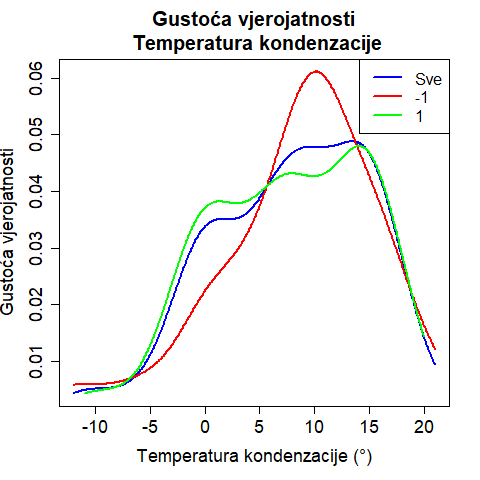 Gustoća vjerojatnosti
Temperatura kondenzacije
Sve
-1
1
Gustoća vjerojatnosti
0.06
0.05
0.04
0.03
0.02
0.01
-10 -5 0 5 10 15 20
Temperatura kondenzacije (°)